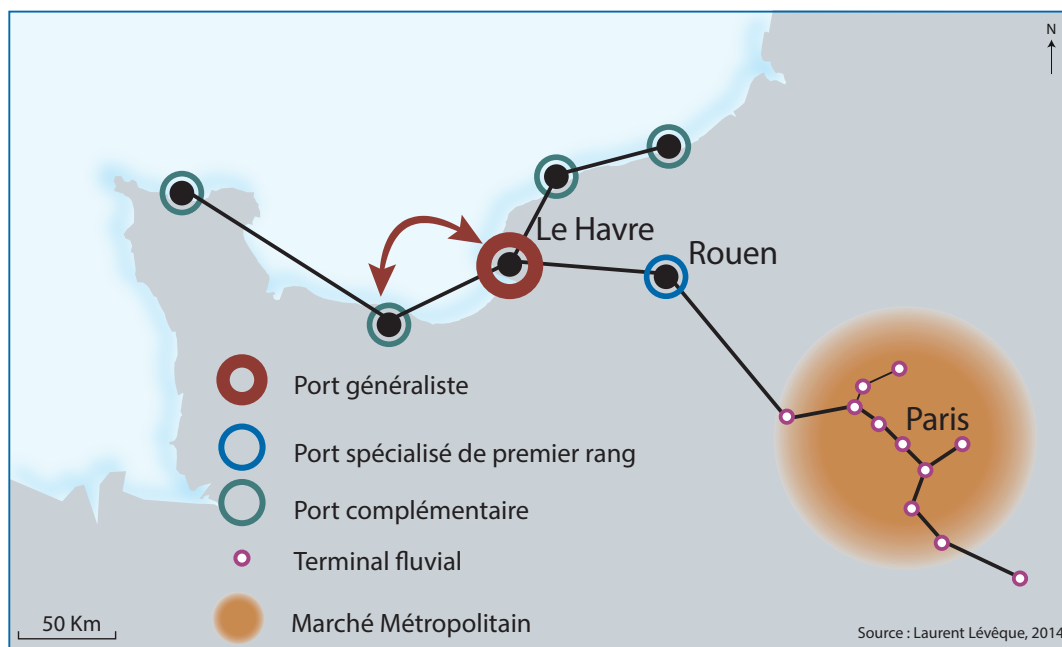 N
Le Havre
Rouen
Paris
Port généraliste
Port spécialisé de premier rang
Port complémentaire
Terminal fluvial
Marché Métropolitain
50 Km
Source : Laurent Lévêque, 2014